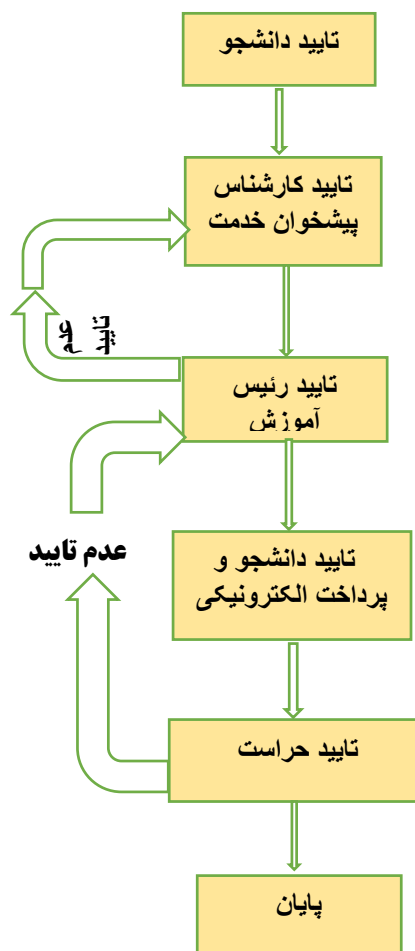 تایید دانشجو
تایید کارشناس
پیشخوان خدمت
عدم
تایید
تایید رئیس
آموزش
عدم تایید
تایید دانشجو و
پرداخت الکترونیکی
تایید حراست
پایان